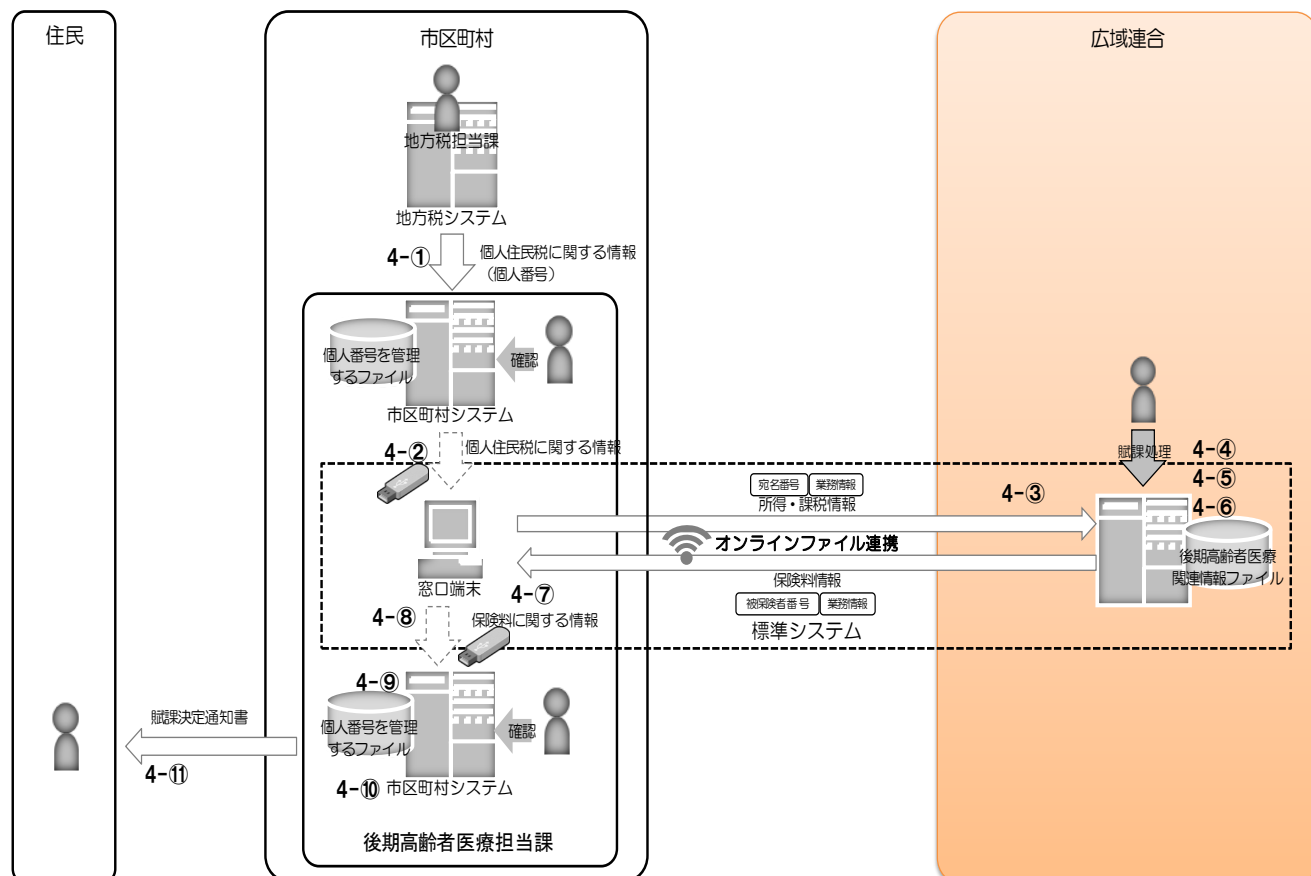 住民
市区町村
広域連合
地方税担当課
地方税システム
4-①
個人住民税に関する情報
（個人番号）
個人番号を管理
するファイル
確認
市区町村システム
4-②
個人住民税に関する情報
賦課処理
4-④
4-⑤
4-⑥
宛名番号
業務情報
所得・課税情報
4-③
オンラインファイル連携
後期高齢者医療
関連情報ファイル
窓口端末
4-⑦
保険料情報
被保険者番号
業務情報
標準システム
4-⑧
保険料に関する情報
4-⑨
個人番号を管理
するファイル
確認
4-⑩
市区町村システム
賦課決定通知書
4-⑪
後期高齢者医療担当課